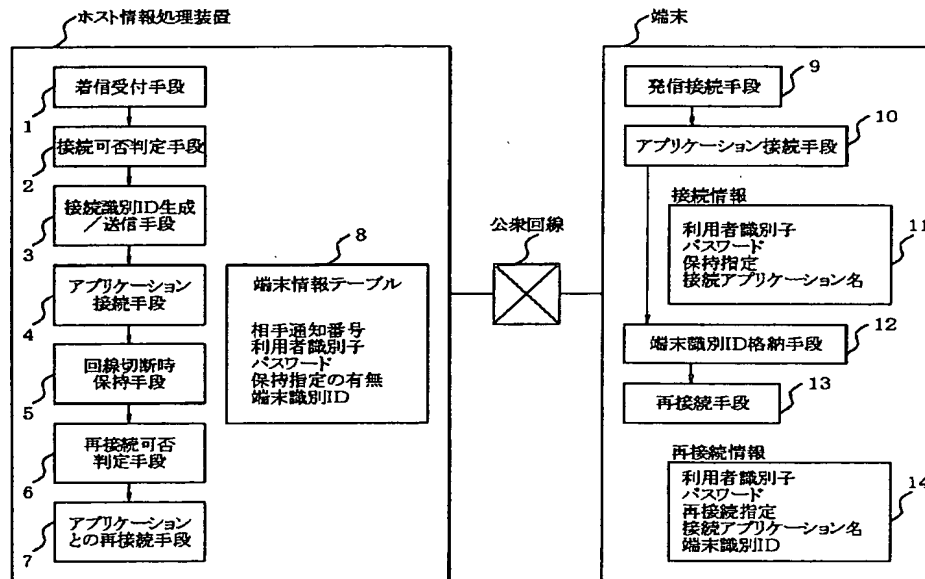 ホスト情報処理装置
着信受付手段
1
接続可否判定手段
2
接続識別ID生成
／送信手段
3
アプリケーション
接続手段
4
回線切断時
保持手段
5
再接続可否
判定手段
6
アプリケーション
との再接続手段
7
8
端末情報テーブル
相手通知番号
利用者識別子
パスワード
保持指定の有無
端末識別ID
公衆回線
端末
発信接続手段
9
アプリケーション接続手段
10
接続情報
利用者識別子
パスワード
保持指定
接続アプリケーション名
11
端末識別ID格納手段
12
再接続手段
13
再接続情報
利用者識別子
パスワード
再接続指定
接続アプリケーション名
端末識別ID
14